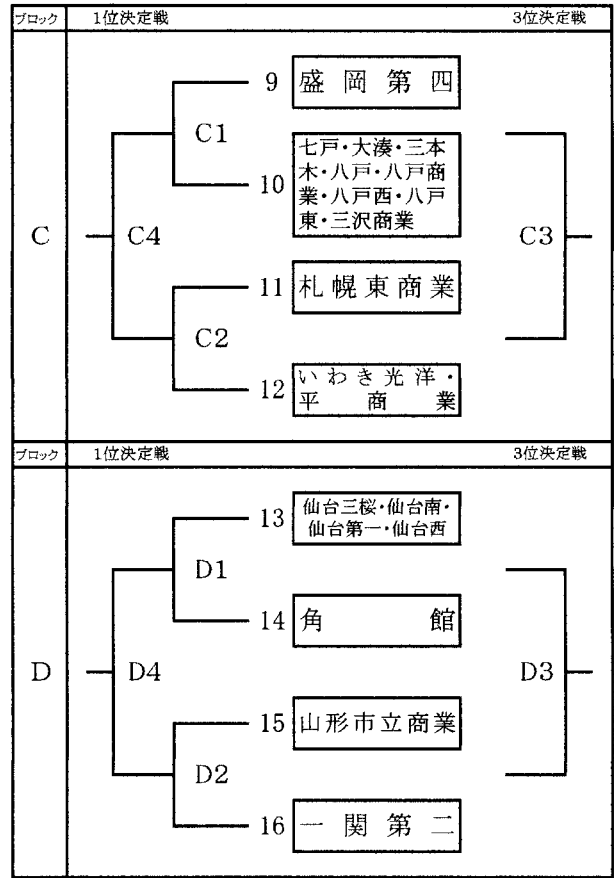 ブロック 1位決定戦 3位決定戦
9 盛岡第四
C1
10 七戸・大湊・三本
木・八戸・八戸商
業・八戸西・八戸
東・三沢商業
C C4 C3
11 札幌東商業
C2
12 いわき光洋・
平商業
ブロック 1位決定戦 3位決定戦
13 仙台三桜・仙台南・
仙台第一・仙台西
D1
14 角館
D D4 D3
15 山形市立商業
D2
16 一関第二